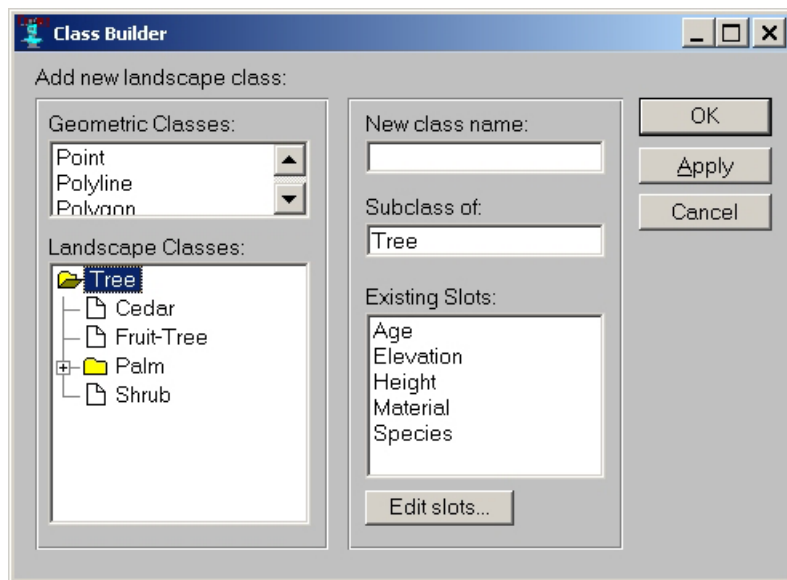 Class Builder
Add new landscape class:
Geometric Classes:
Point
Polyline
Polygon
Landscape Classes:
Tree
Cedar
Fruit-Tree
Palm
Shrub
New class name:
Subclass of:
Tree
Existing Slots:
Age
Elevation
Height
Material
Species
Edit slots...
OK
Apply
Cancel